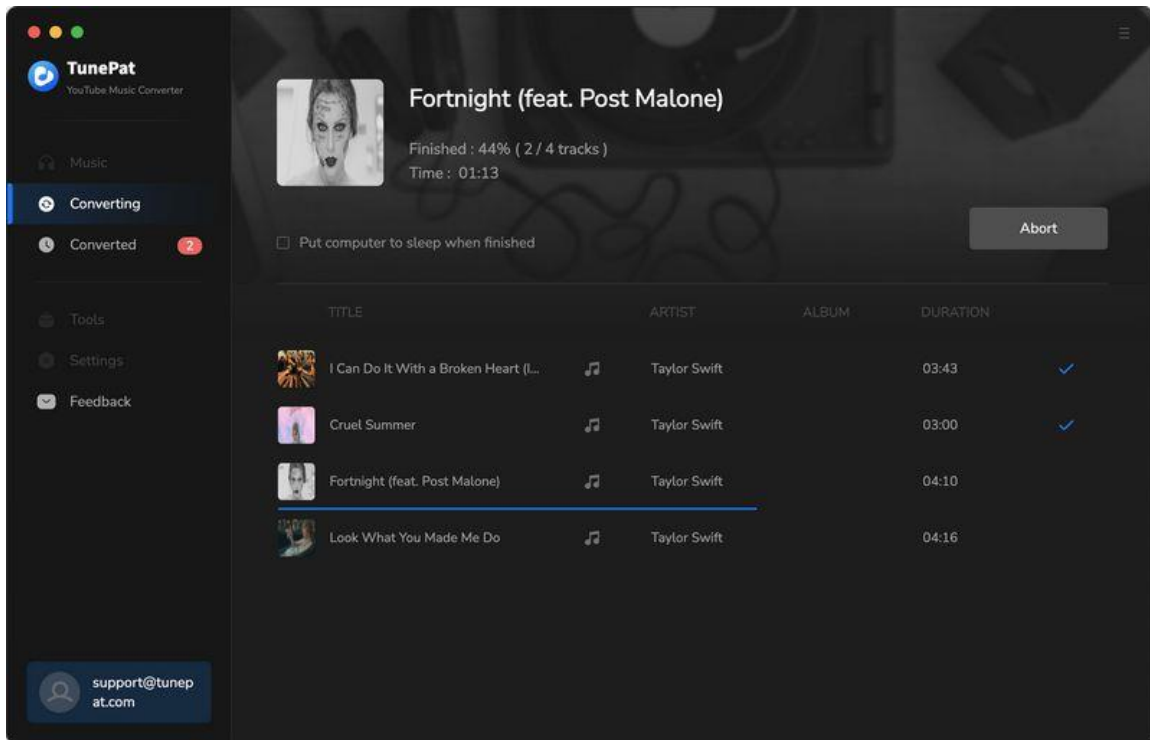 TunePat
YouTube Music Converter
Music
Converting
Converted 2
Tools
Settings
Feedback
support@tunep
at.com
Fortnight (feat. Post Malone)
Finished : 44% ( 2 / 4 tracks )
Time : 01:13
Put computer to sleep when finished
Abort
TITLE ARTIST ALBUM DURATION
I Can Do It With a Broken Heart (I... Taylor Swift 03:43
Cruel Summer Taylor Swift 03:00
Fortnight (feat. Post Malone) Taylor Swift 04:10
Look What You Made Me Do Taylor Swift 04:16